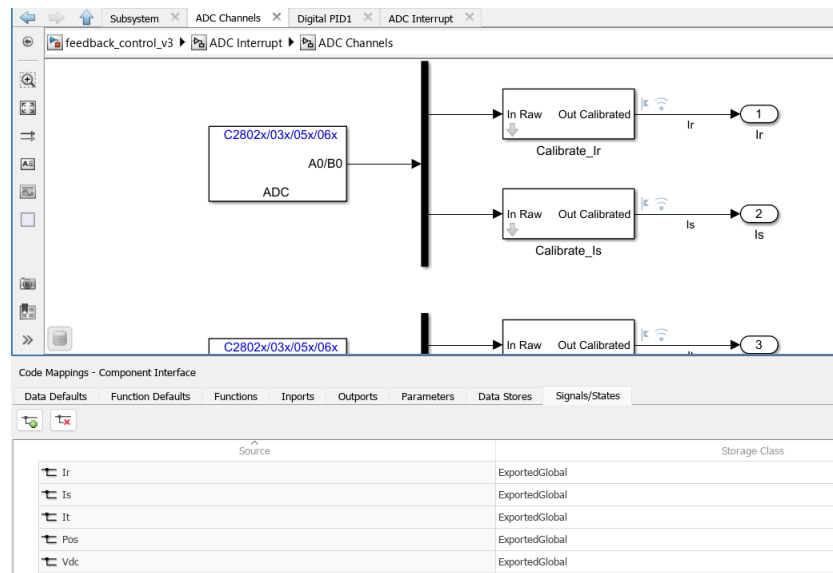 Subsystem ADC Channels Digital PID1 ADC Interrupt
feedback_control_v3 ADC Interrupt ADC Channels
C2802x/03x/05x/06x
A0/B0
ADC
In Raw Out Calibrated
Calibrate_Ir
Ir
1
Ir
In Raw Out Calibrated
Calibrate_Is
Is
2
Is
C2802x/03x/05x/06x
In Raw Out Calibrated
3
Code Mappings - Component Interface
Data Defaults Function Defaults Functions Inports Outports Parameters Data Stores Signals/States
Source Storage Class
Ir ExportedGlobal
Is ExportedGlobal
It ExportedGlobal
Pos ExportedGlobal
Vdc ExportedGlobal